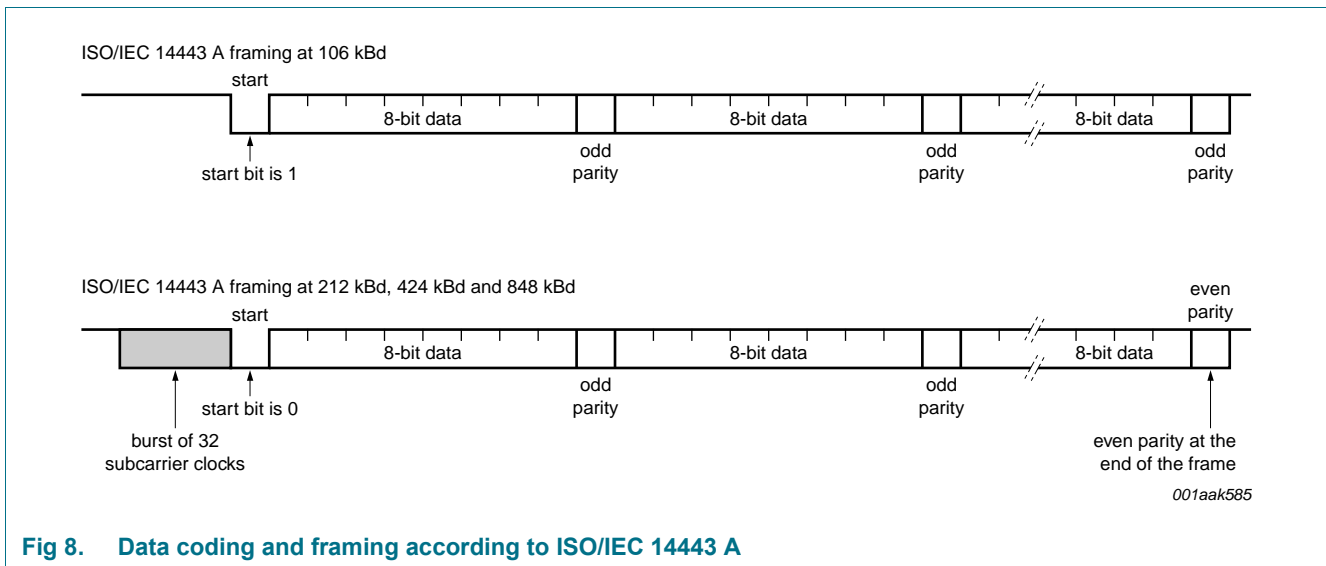 ISO/IEC 14443 A framing at 106 kBd
start
8-bit data
8-bit data
8-bit data
odd
parity
odd
parity
odd
parity
start bit is 1
ISO/IEC 14443 A framing at 212 kBd, 424 kBd and 848 kBd
even
parity
start
8-bit data
8-bit data
8-bit data
odd
parity
odd
parity
start bit is 0
burst of 32
subcarrier clocks
even parity at the
end of the frame
001aak585
Fig 8. Data coding and framing according to ISO/IEC 14443 A